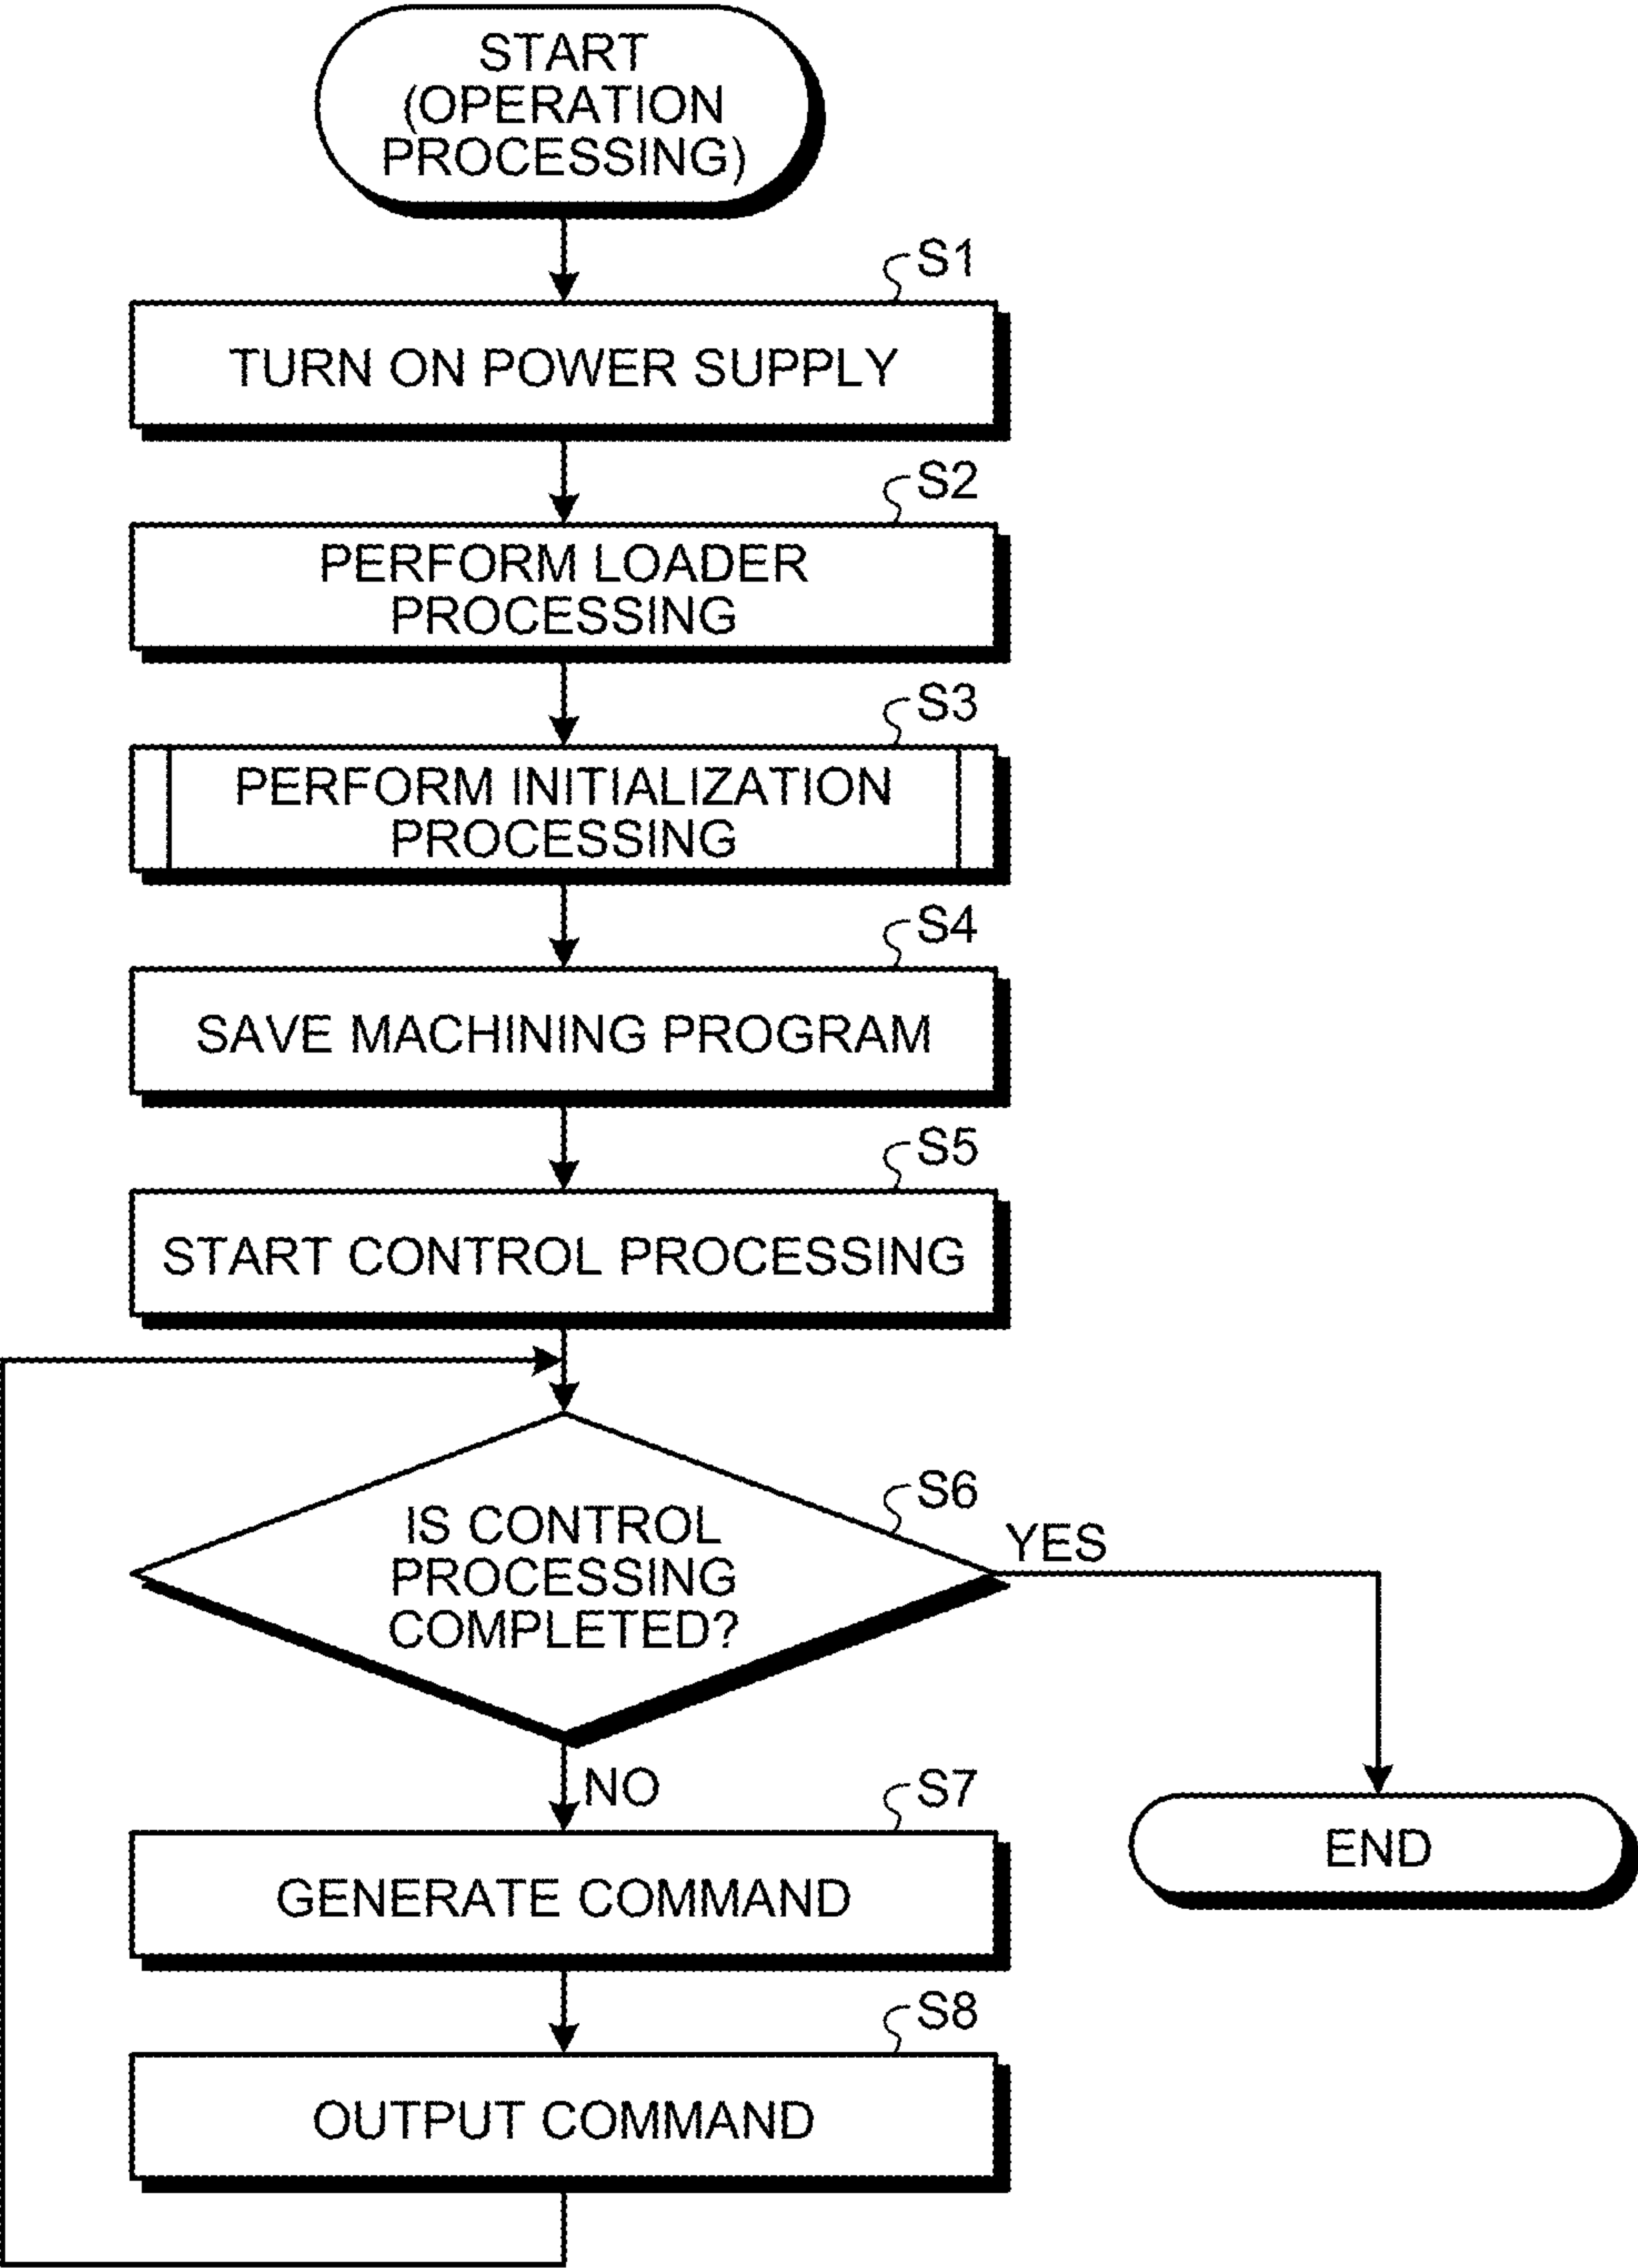 START
(OPERATION
PROCESSING)
S1
TURN ON POWER SUPPLY
S2
PERFORM LOADER
PROCESSING
S3
PERFORM INITIALIZATION
PROCESSING
S4
SAVE MACHINING PROGRAM
S5
START CONTROL PROCESSING
S6
IS CONTROL
PROCESSING
COMPLETED?
YES
NO
S7
GENERATE COMMAND
END
S8
OUTPUT COMMAND